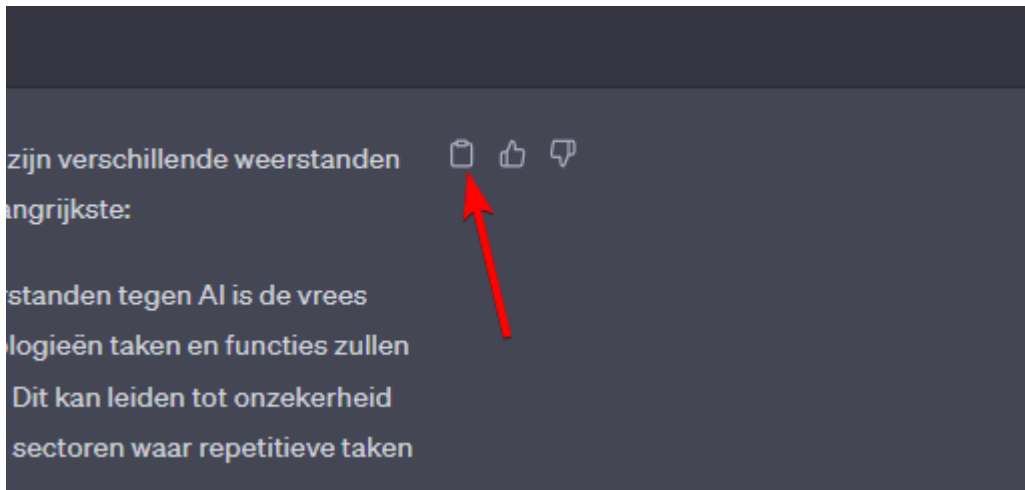 zijn verschillende weerstanden
angrijkste:
standen tegen AI is de vrees
logieën taken en functies zullen
Dit kan leiden tot onzekerheid
sectoren waar repetitieve taken